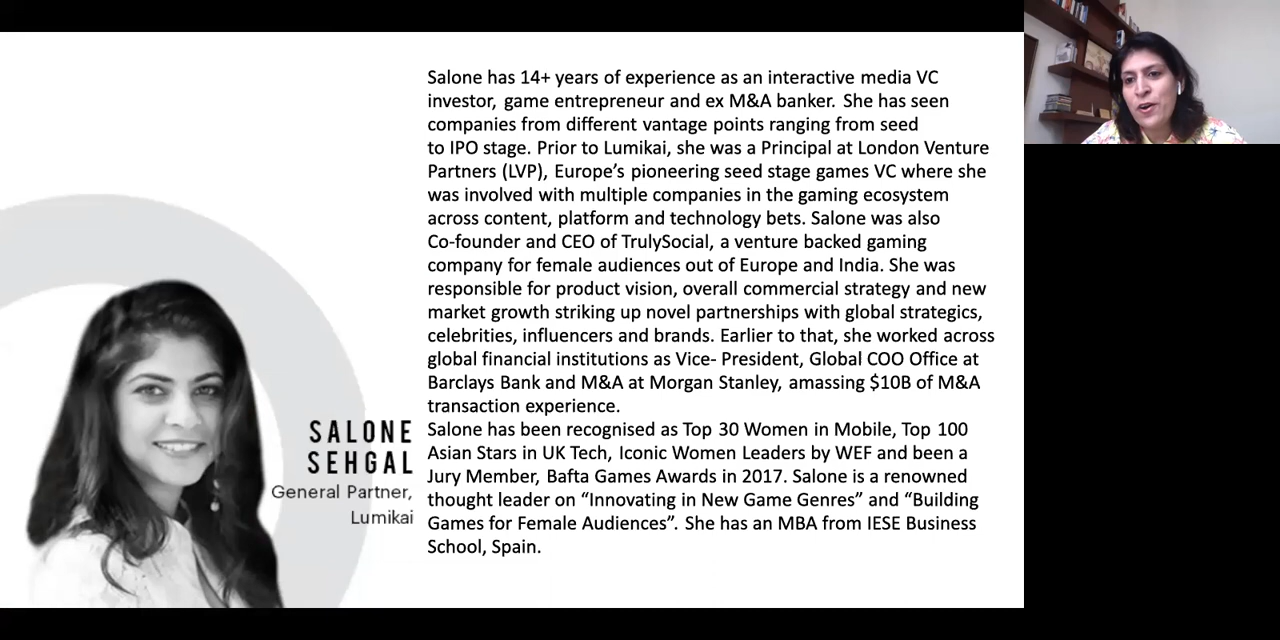 Salone has 14+ years of experience as an interactive media VC
investor, game entrepreneur and ex M&A banker. She has seen
companies from different vantage points ranging from seed
to IPO stage. Prior to Lumikai, she was a Principal at London Venture
Partners (LVP), Europe’s pioneering seed stage games VC where she
was involved with multiple companies in the gaming ecosystem
across content, platform and technology bets. Salone was also
Co-founder and CEO of TrulySocial, a venture backed gaming
company for female audiences out of Europe and India. She was
responsible for product vision, overall commercial strategy and new
market growth striking up novel partnerships with global strategics,
celebrities, influencers and brands. Earlier to that, she worked across
global financial institutions as Vice- President, Global COO Office at
Barclays Bank and M&A at Morgan Stanley, amassing $10B of M&A
transaction experience.
Salone has been recognised as Top 30 Women in Mobile, Top 100
Asian Stars in UK Tech, Iconic Women Leaders by WEF and been a
Jury Member, Bafta Games Awards in 2017. Salone is a renowned
thought leader on “Innovating in New Game Genres” and “Building
Games for Female Audiences”. She has an MBA from IESE Business
School, Spain.
SALONE
SEHGAL
General Partner,
Lumikai